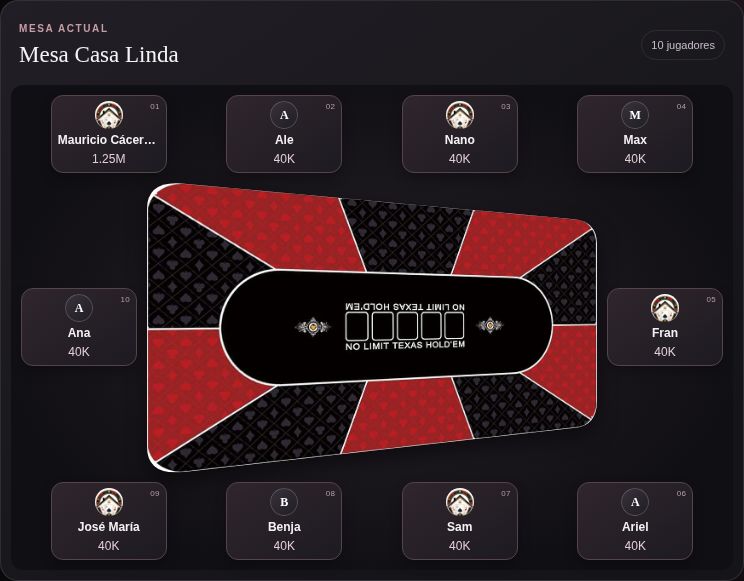 MESA ACTUAL
Mesa Casa Linda
10 jugadores
01
Mauricio Cácer...
1.25M
02
A
Ale
40K
03
Nano
40K
04
M
Max
40K
10
A
Ana
40K
NO LIMIT TEXAS HOLD'EM
NO LIMIT TEXAS HOLD'EM
05
Fran
40K
09
José María
40K
08
B
Benja
40K
07
Sam
40K
06
A
Ariel
40K